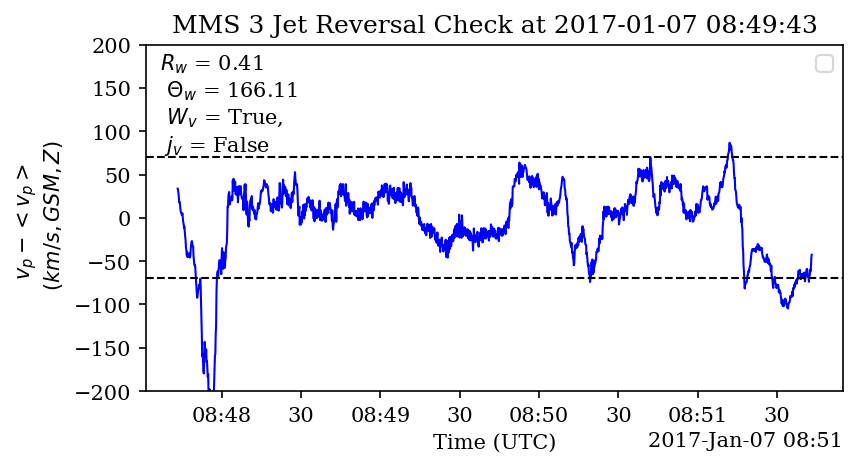 MMS 3 Jet Reversal Check at 2017-01-07 08:49:43
R_w = 0.41
Θ_w = 166.11
W_v = True,
j_v = False
200
150
100
50
0
−50
−100
−150
−200
v_p − < v_p >
(km/s, GSM, Z)
08:48 30 08:49 30 08:50 30 08:51 30
Time (UTC)
2017-Jan-07 08:51